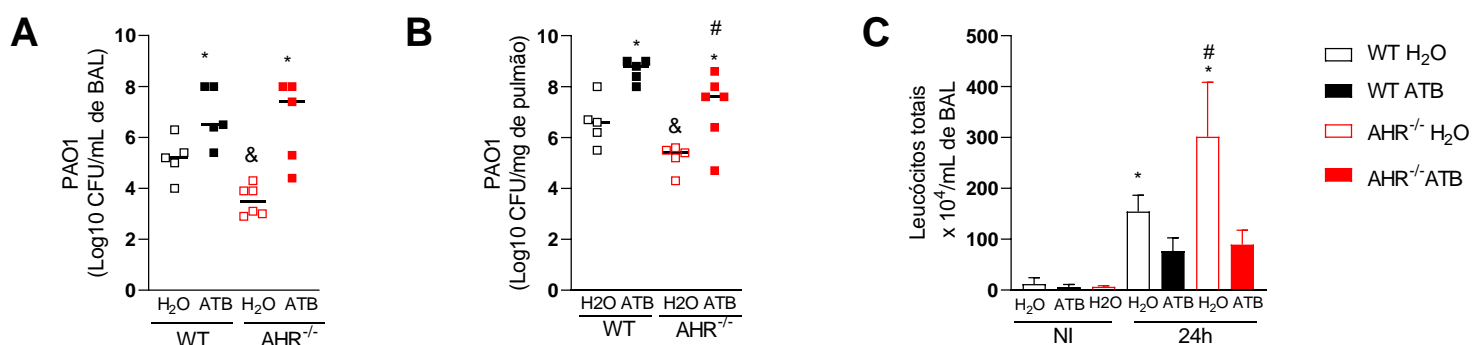 A
PAO1
(Log10 CFU/mL de BAL)
10
8
6
4
2
0
*
*
&
H₂O ATB H₂O ATB
WT AHR⁻/⁻
B
PAO1
(Log10 CFU/mg de pulmão)
10
8
6
4
2
0
*
#
*
&
H2O ATB H2O ATB
WT AHR⁻/⁻
C
Leucócitos totais
x 10⁴/mL de BAL
500
400
300
200
100
0
*
#
*
H₂O ATB H2O H₂O ATB H₂O ATB
NI 24h
WT H₂O
WT ATB
AHR⁻/⁻ H₂O
AHR⁻/⁻ATB